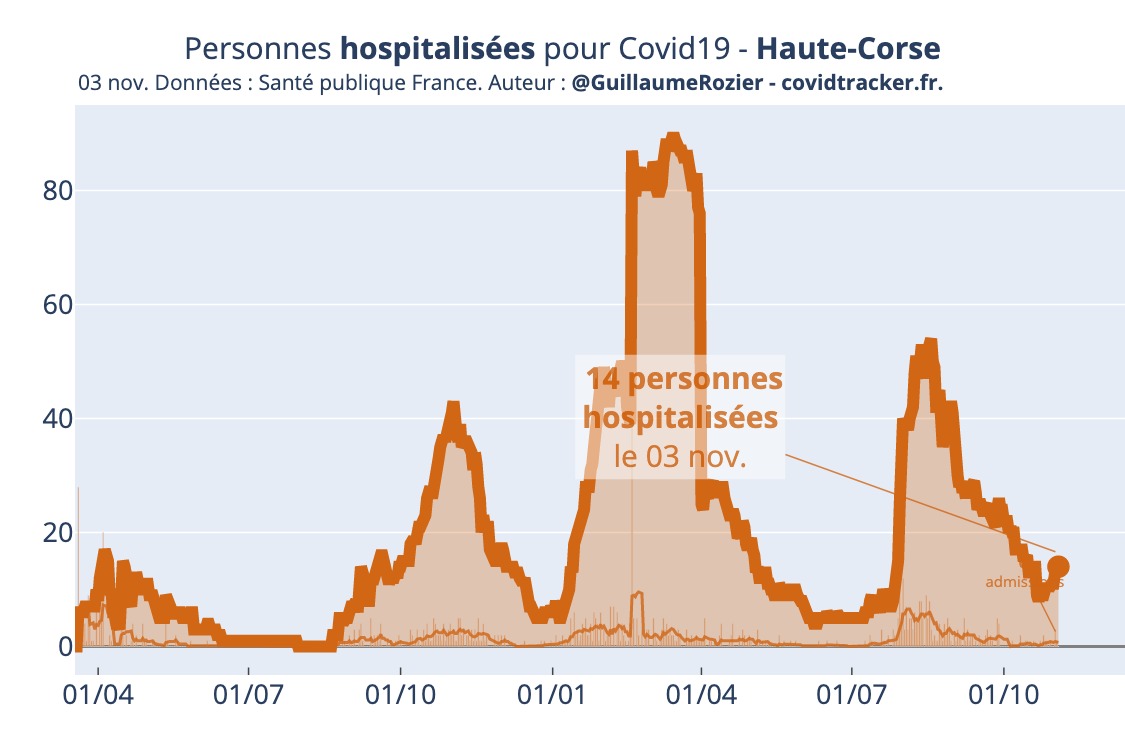 Personnes hospitalisées pour Covid19 - Haute-Corse
03 nov. Données : Santé publique France. Auteur : @GuillaumeRozier - covidtracker.fr.
80
60
40
20
0
14 personnes
hospitalisées
le 03 nov.
admissions
01/04 01/07 01/10 01/01 01/04 01/07 01/10